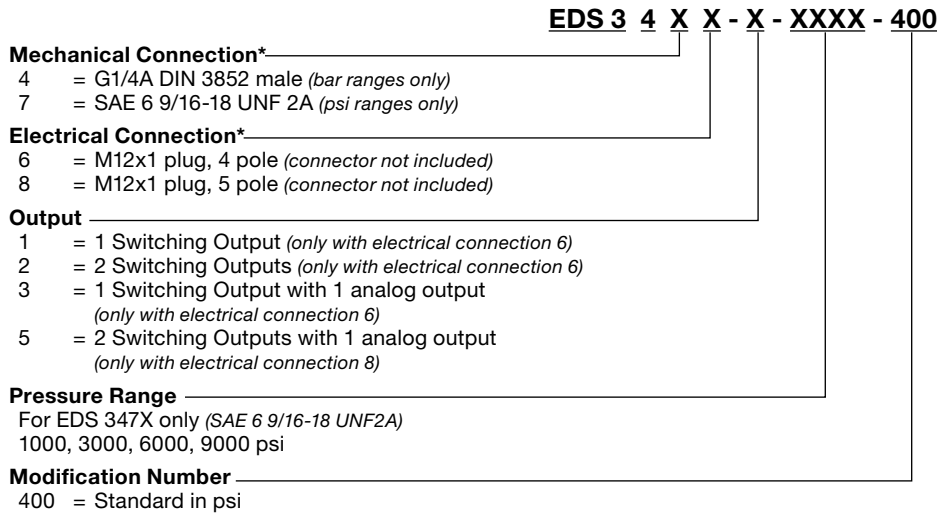 EDS 3 4 X X - X - XXXX - 400
Mechanical Connection*
4 = G1/4A DIN 3852 male (bar ranges only)
7 = SAE 6 9/16-18 UNF 2A (psi ranges only)
Electrical Connection*
6 = M12x1 plug, 4 pole (connector not included)
8 = M12x1 plug, 5 pole (connector not included)
Output
1 = 1 Switching Output (only with electrical connection 6)
2 = 2 Switching Outputs (only with electrical connection 6)
3 = 1 Switching Output with 1 analog output
(only with electrical connection 6)
5 = 2 Switching Outputs with 1 analog output
(only with electrical connection 8)
Pressure Range
For EDS 347X only (SAE 6 9/16-18 UNF2A)
1000, 3000, 6000, 9000 psi
Modification Number
400 = Standard in psi